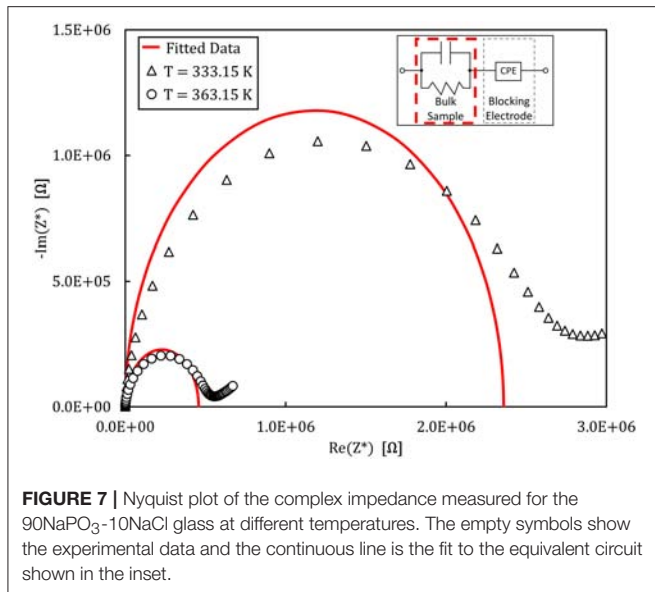 1.5E+06
1.0E+06
5.0E+05
0.0E+00
-Im(Z*) [Ω]
Fitted Data
T = 333.15 K
T = 363.15 K
CPE
Bulk Sample
Blocking Electrode
0.0E+00 1.0E+06 2.0E+06 3.0E+06
Re(Z*) [Ω]
FIGURE 7 | Nyquist plot of the complex impedance measured for the
90NaPO₃-10NaCl glass at different temperatures. The empty symbols show
the experimental data and the continuous line is the fit to the equivalent circuit
shown in the inset.